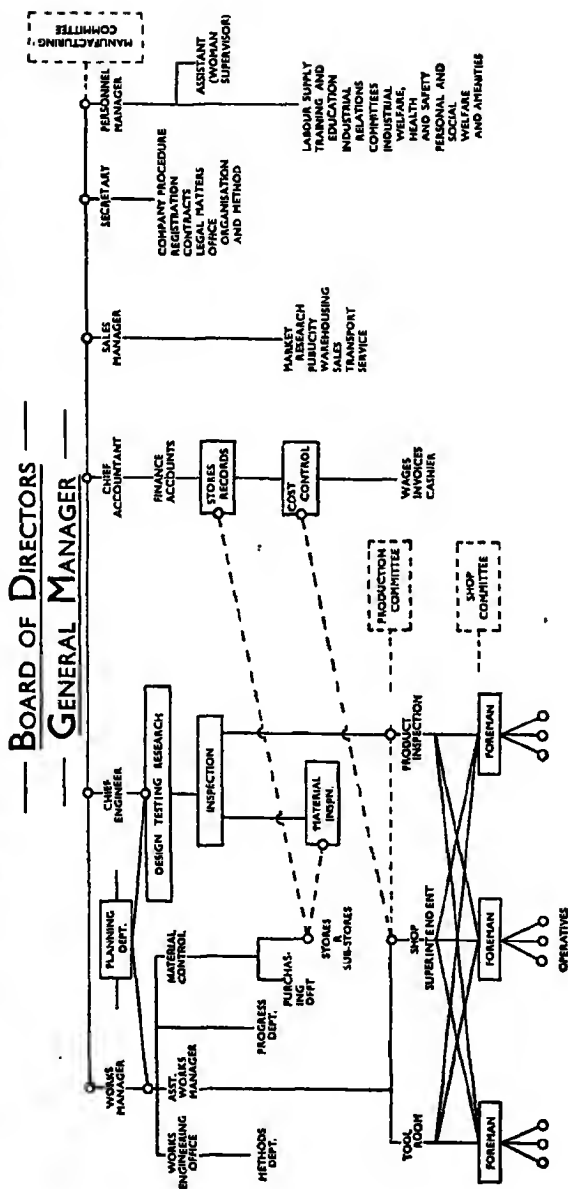 BOARD OF DIRECTORS
GENERAL MANAGER
WORKS
MANAGER
CHIEF
ENGINEER
CHIEF
ACCOUNTANT
SALES
MANAGER
SECRETARY
PERSONNEL
MANAGER
MANUFACTURING
COMMITTEE
PLANNING
DEPT.
ASST.
WORKS
MANAGER
DESIGN TESTING RESEARCH
FINANCE
ACCOUNTS
COMPANY PROCEDURE
REGISTRATION
CONTRACTS
LEGAL MATTERS
OFFICE
ORGANISATION
AND METHOD
ASSISTANT
(WOMAN
SUPERVISOR)
WORKS
ENGINEERING
OFFICE
MATERIAL
CONTROL
INSPECTION
STORES
RECORDS
METHODS
DEPT.
PROGRESS
DEPT.
PURCHAS-
ING
STORES
&
SUB-STORES
MATERIAL
INSPN.
COST
CONTROL
MARKET
RESEARCH
PUBLICITY
WAREHOUSING
SALES
TRANSPORT
SERVICE
LABOUR SUPPLY
TRAINING AND
EDUCATION
INDUSTRIAL
RELATIONS
COMMITTEES
INDUSTRIAL
WELFARE,
HEALTH
AND SAFETY
PERSONAL AND
SOCIAL
WELFARE
AND AMENITIES
WAGES
INVOICES
CASHIER
PRODUCTION
COMMITTEE
TOOL
ROOM
SHOP
SUPERINTENDENT
PRODUCT
INSPECTION
SHOP
COMMITTEE
FOREMAN
FOREMAN
FOREMAN
OPERATIVES